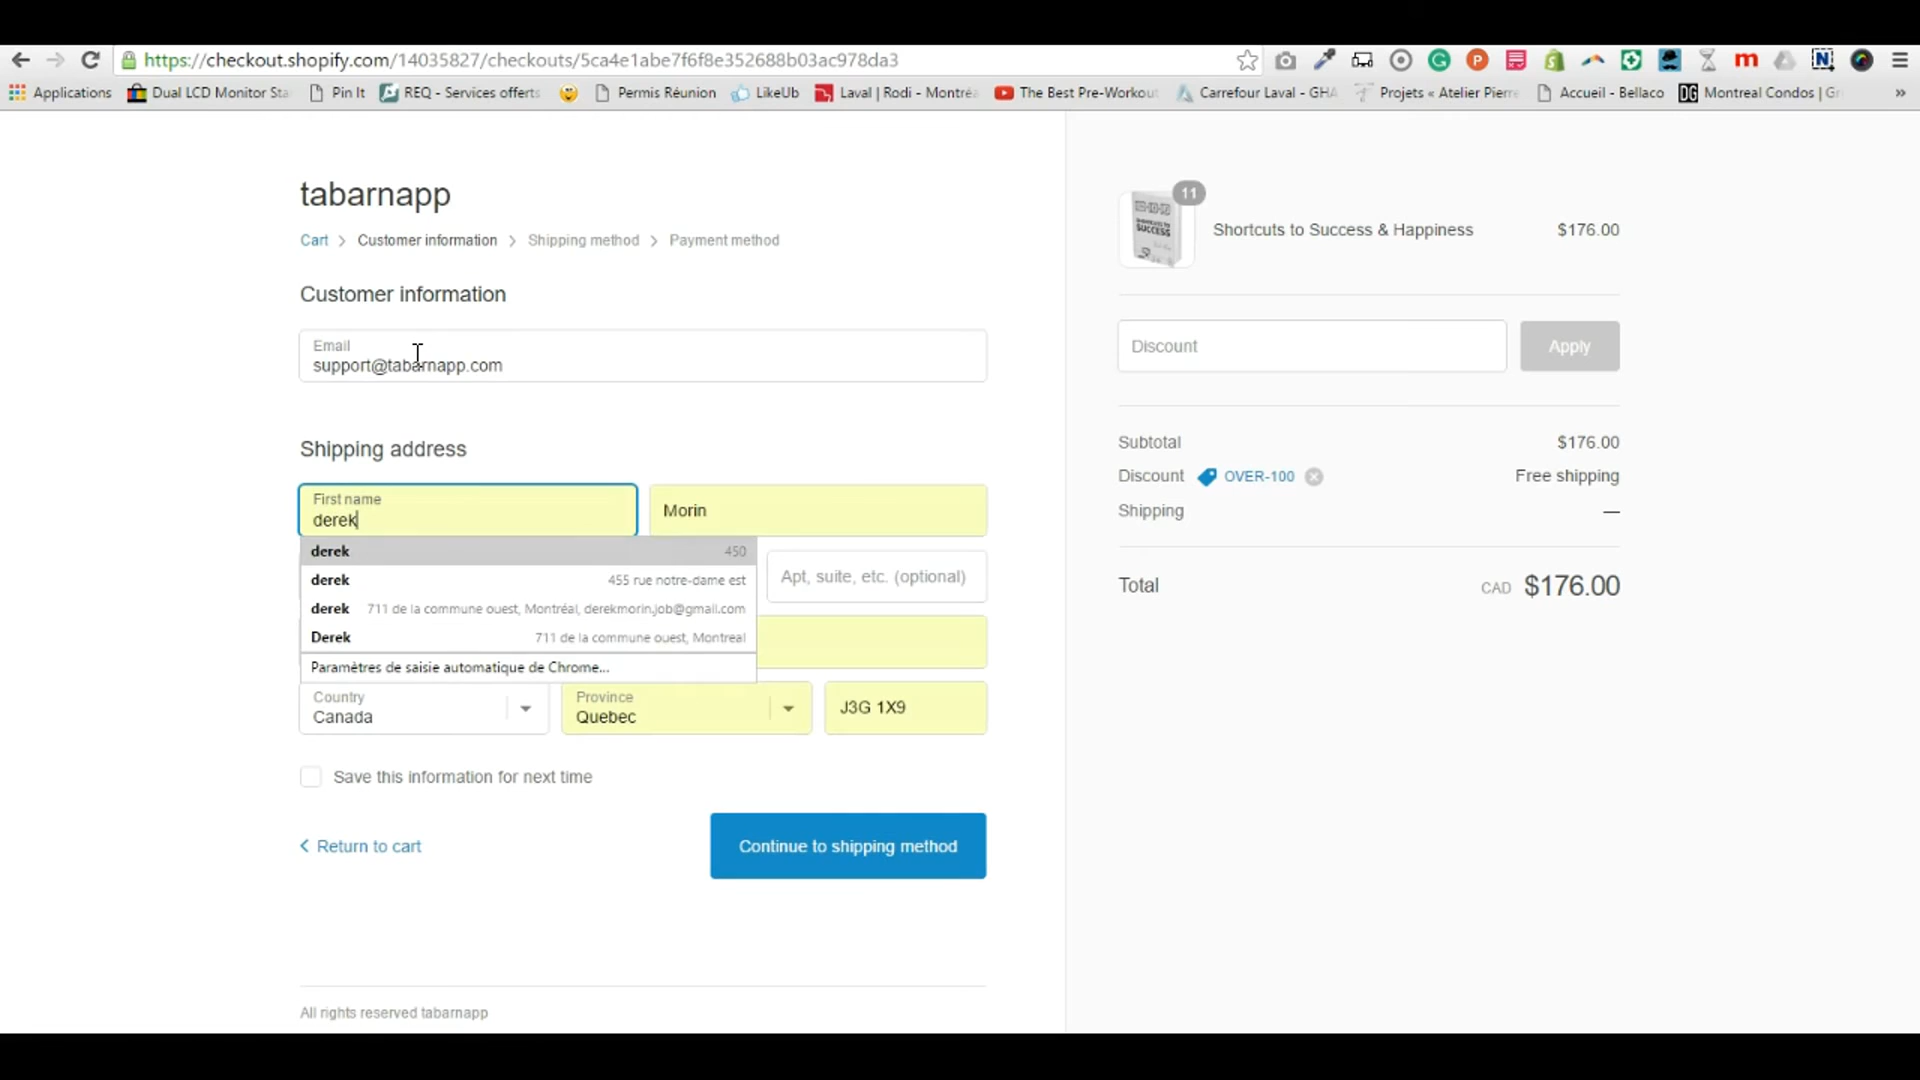 https://checkout.shopify.com/14035827/checkouts/5ca4e1abe7f6f8e352688b03ac978da3
Applications
Dual LCD Monitor Sta
Pin It
REQ - Services offerts
Permis Réunion
LikeUb
Laval | Rodi - Montréa
The Best Pre-Workout
Carrefour Laval - GHA
Projets « Atelier Pierre
Accueil - Bellaco
Montreal Condos | Gr
»
tabarnapp
Cart > Customer information > Shipping method > Payment method
Customer information
Email
support@tabarnapp.com
Shipping address
First name
derek
Morin
derek 450
derek 455 rue notre-dame est
derek 711 de la commune ouest, Montréal, derekmorin.job@gmail.com
Derek 711 de la commune ouest, Montreal
Paramètres de saisie automatique de Chrome...
Apt, suite, etc. (optional)
Country
Canada
Province
Quebec
J3G 1X9
Save this information for next time
< Return to cart
Continue to shipping method
All rights reserved tabarnapp
11
SHORTCUTS TO
SUCCESS
Shortcuts to Success & Happiness $176.00
Discount
Apply
Subtotal $176.00
Discount OVER-100 Free shipping
Shipping —
Total CAD $176.00